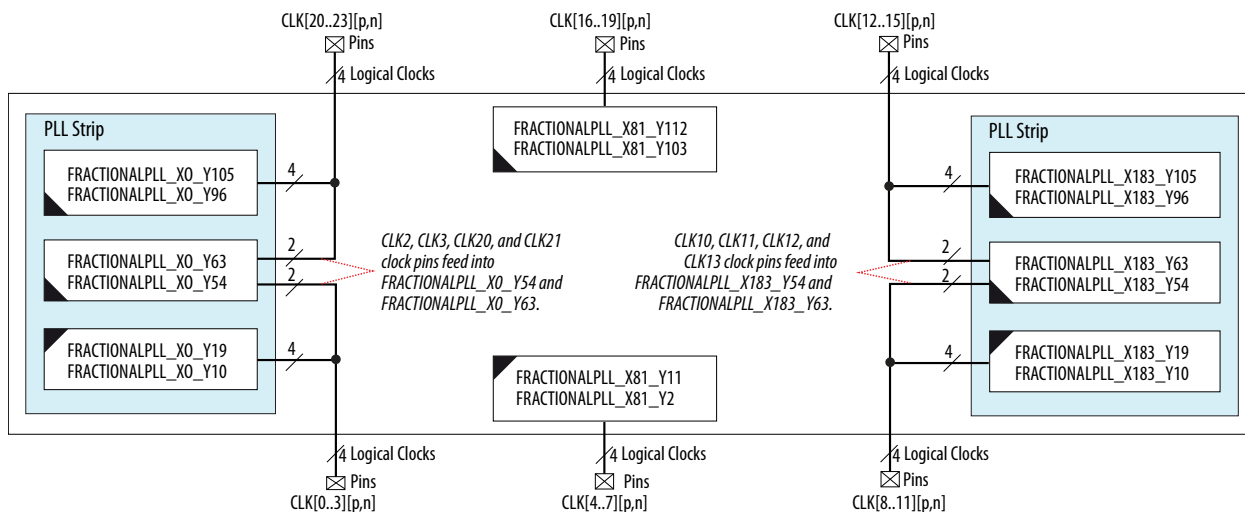 CLK[20..23][p,n]
Pins
4 Logical Clocks
CLK[16..19][p,n]
Pins
4 Logical Clocks
CLK[12..15][p,n]
Pins
4 Logical Clocks
PLL Strip
FRACTIONALPLL_X0_Y105
FRACTIONALPLL_X0_Y96
4
FRACTIONALPLL_X0_Y63
FRACTIONALPLL_X0_Y54
2
2
FRACTIONALPLL_X0_Y19
FRACTIONALPLL_X0_Y10
4
CLK2, CLK3, CLK20, and CLK21
clock pins feed into
FRACTIONALPLL_X0_Y54 and
FRACTIONALPLL_X0_Y63.
FRACTIONALPLL_X81_Y112
FRACTIONALPLL_X81_Y103
FRACTIONALPLL_X81_Y11
FRACTIONALPLL_X81_Y2
CLK10, CLK11, CLK12, and
CLK13 clock pins feed into
FRACTIONALPLL_X183_Y54 and
FRACTIONALPLL_X183_Y63.
PLL Strip
4
FRACTIONALPLL_X183_Y105
FRACTIONALPLL_X183_Y96
2
2
FRACTIONALPLL_X183_Y63
FRACTIONALPLL_X183_Y54
4
FRACTIONALPLL_X183_Y19
FRACTIONALPLL_X183_Y10
4 Logical Clocks
Pins
CLK[0..3][p,n]
4 Logical Clocks
Pins
CLK[4..7][p,n]
4 Logical Clocks
Pins
CLK[8..11][p,n]